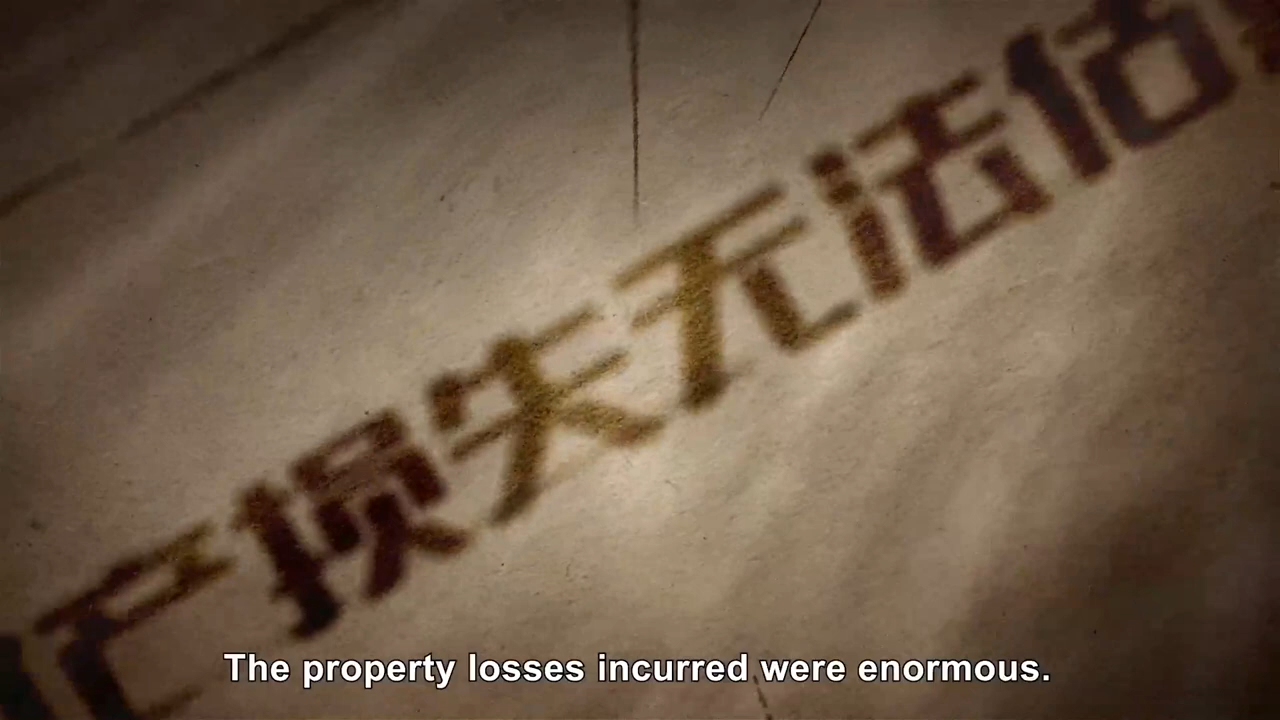 产损失无法估
The property losses incurred were enormous.